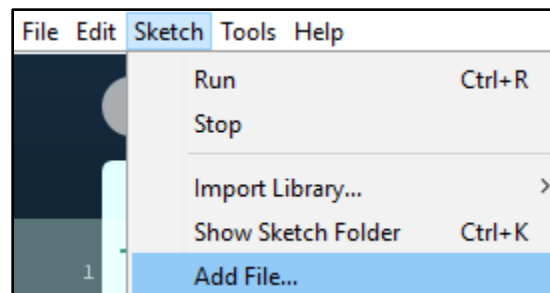 File Edit Sketch Tools Help
Run Ctrl+R
Stop
Import Library...
Show Sketch Folder Ctrl+K
1
Add File...